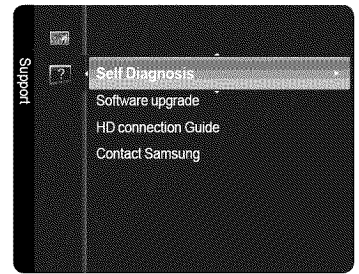 Support
Self Diagnosis
Software upgrade
HD connection Guide
Contact Samsung